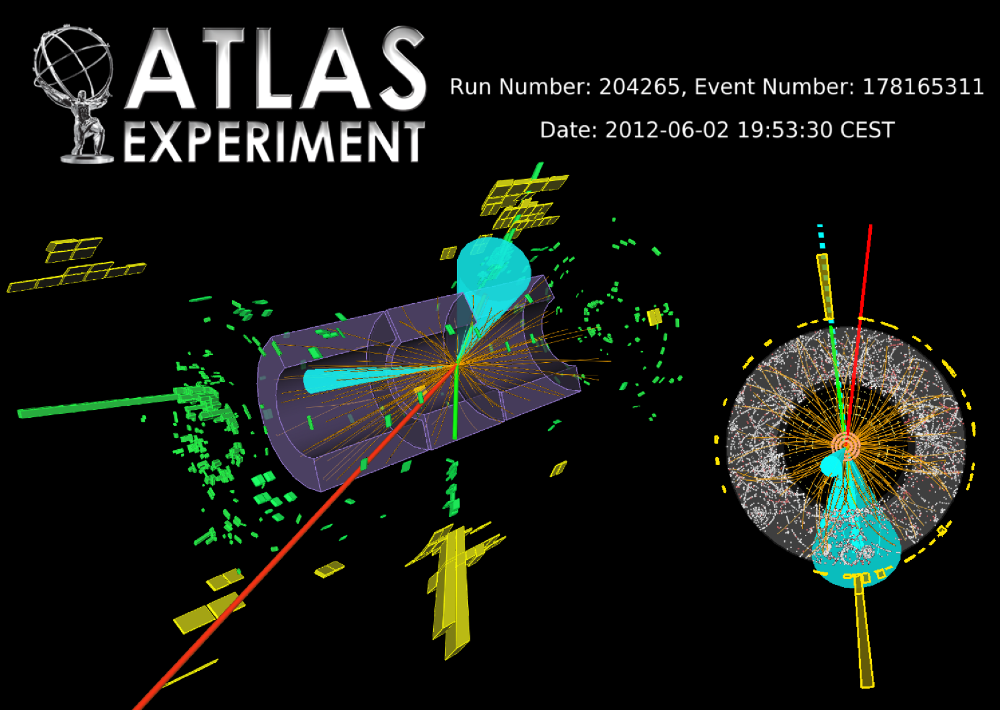 ATLAS
EXPERIMENT
Run Number: 204265, Event Number: 178165311
Date: 2012-06-02 19:53:30 CEST